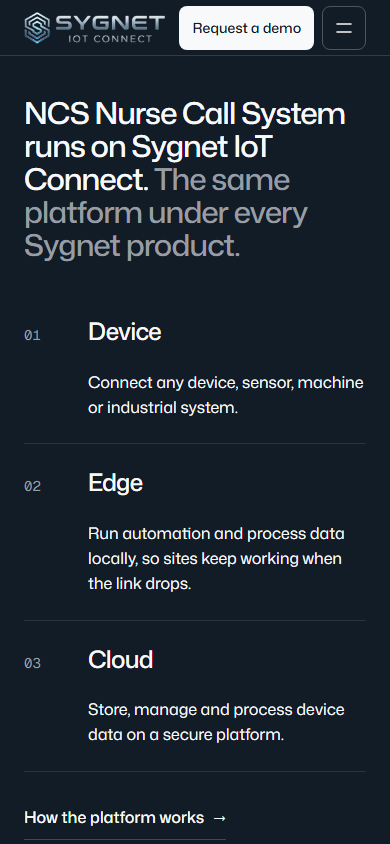 SYGNET
IOT CONNECT
Request a demo
NCS Nurse Call System
runs on Sygnet IoT
Connect. The same
platform under every
Sygnet product.
01
Device
Connect any device, sensor, machine
or industrial system.
02
Edge
Run automation and process data
locally, so sites keep working when
the link drops.
03
Cloud
Store, manage and process device
data on a secure platform.
How the platform works →